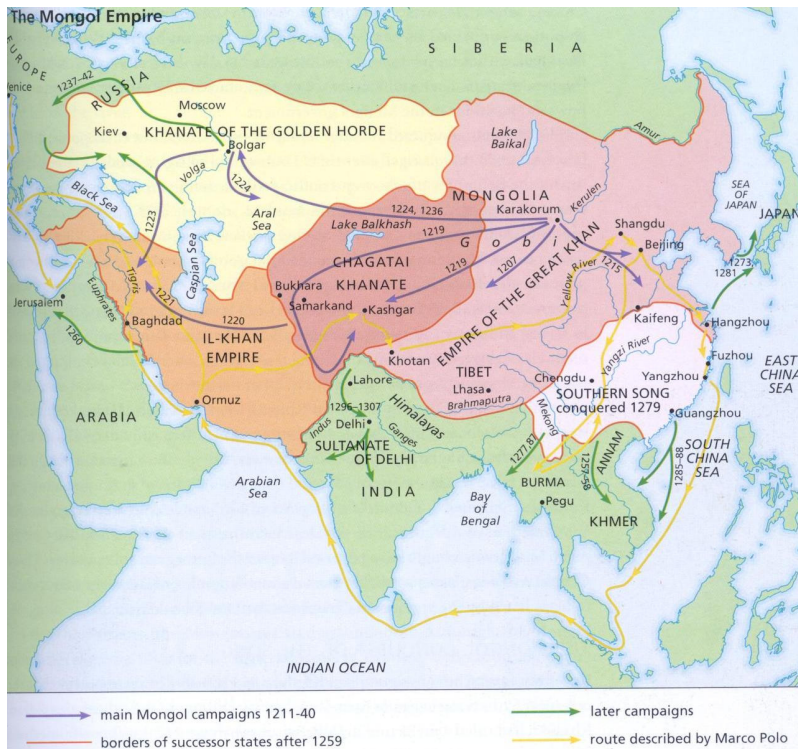 The Mongol Empire
SIBERIA
EUROPE
enice
1237–42
RUSSIA
Moscow
Kiev
KHANATE OF THE GOLDEN HORDE
Bolgar
Volga
1224
1223
Black Sea
Aral
Sea
Caspian Sea
Lake
Baikal
Amur
MONGOLIA
Karakorum
Kerulen
1224, 1236
Lake Balkhash
1219
Gobi
CHAGATAI
KHANATE
1219
1207
Shangdu
Beijing
1215
Yellow River
EMPIRE OF THE GREAT KHAN
SEA
OF
JAPAN
JAPAN
1273,
1281
Bukhara
Samarkand
Kashgar
Khotan
Tigris
Euphrates
1221
1220
Jerusalem
Baghdad
1260
IL-KHAN
EMPIRE
Ormuz
ARABIA
Kaifeng
Hangzhou
Fuzhou
Yangzhou
EAST
CHINA
SEA
Yangzi River
Chengdu
SOUTHERN SONG
conquered 1279
Guangzhou
TIBET
Lhasa
Brahmaputra
Mekong
Lahore
1296–1307
Himalayas
Delhi
Indus
Ganges
SULTANATE
OF DELHI
INDIA
Arabian
Sea
Bay
of
Bengal
1277,87
BURMA
Pegu
1257–58
ANNAM
KHMER
1285–88
SOUTH
CHINA
SEA
INDIAN OCEAN
main Mongol campaigns 1211-40
later campaigns
borders of successor states after 1259
route described by Marco Polo